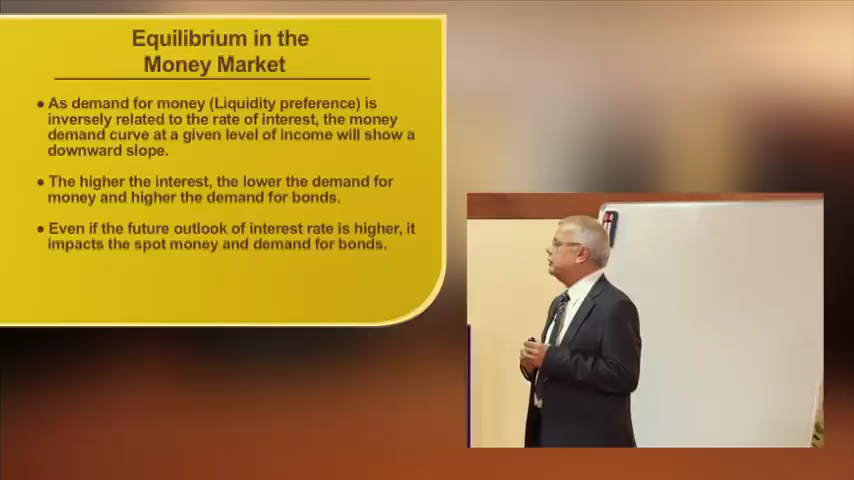 Equilibrium in the
Money Market
• As demand for money (Liquidity preference) is
inversely related to the rate of interest, the money
demand curve at a given level of income will show a
downward slope.
• The higher the interest, the lower the demand for
money and higher the demand for bonds.
• Even if the future outlook of interest rate is higher, it
impacts the spot money and demand for bonds.